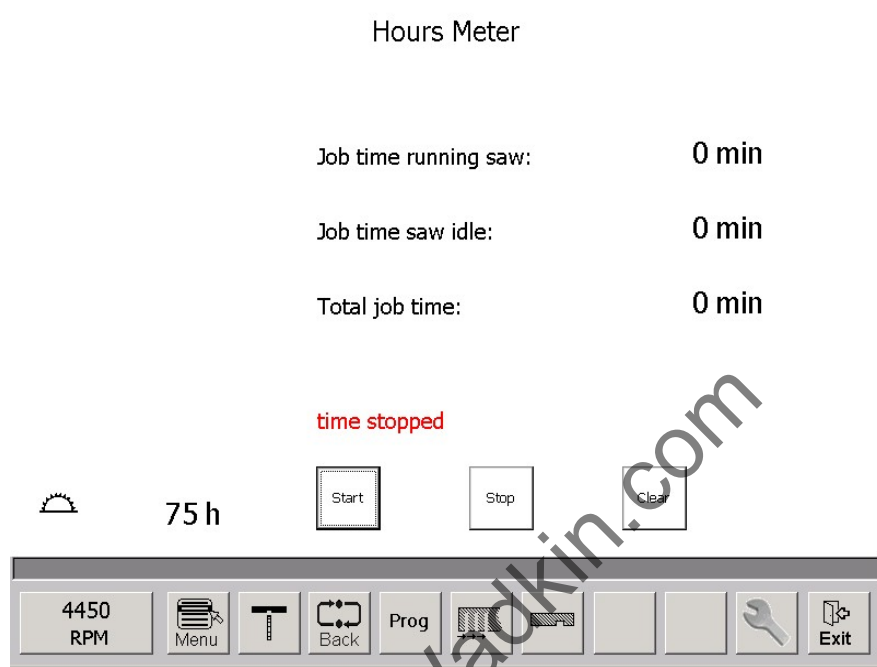 Hours Meter
Job time running saw: 0 min
Job time saw idle: 0 min
Total job time: 0 min
time stopped
75 h
Start Stop Clear
4450
RPM
Menu
Back
Prog
Exit